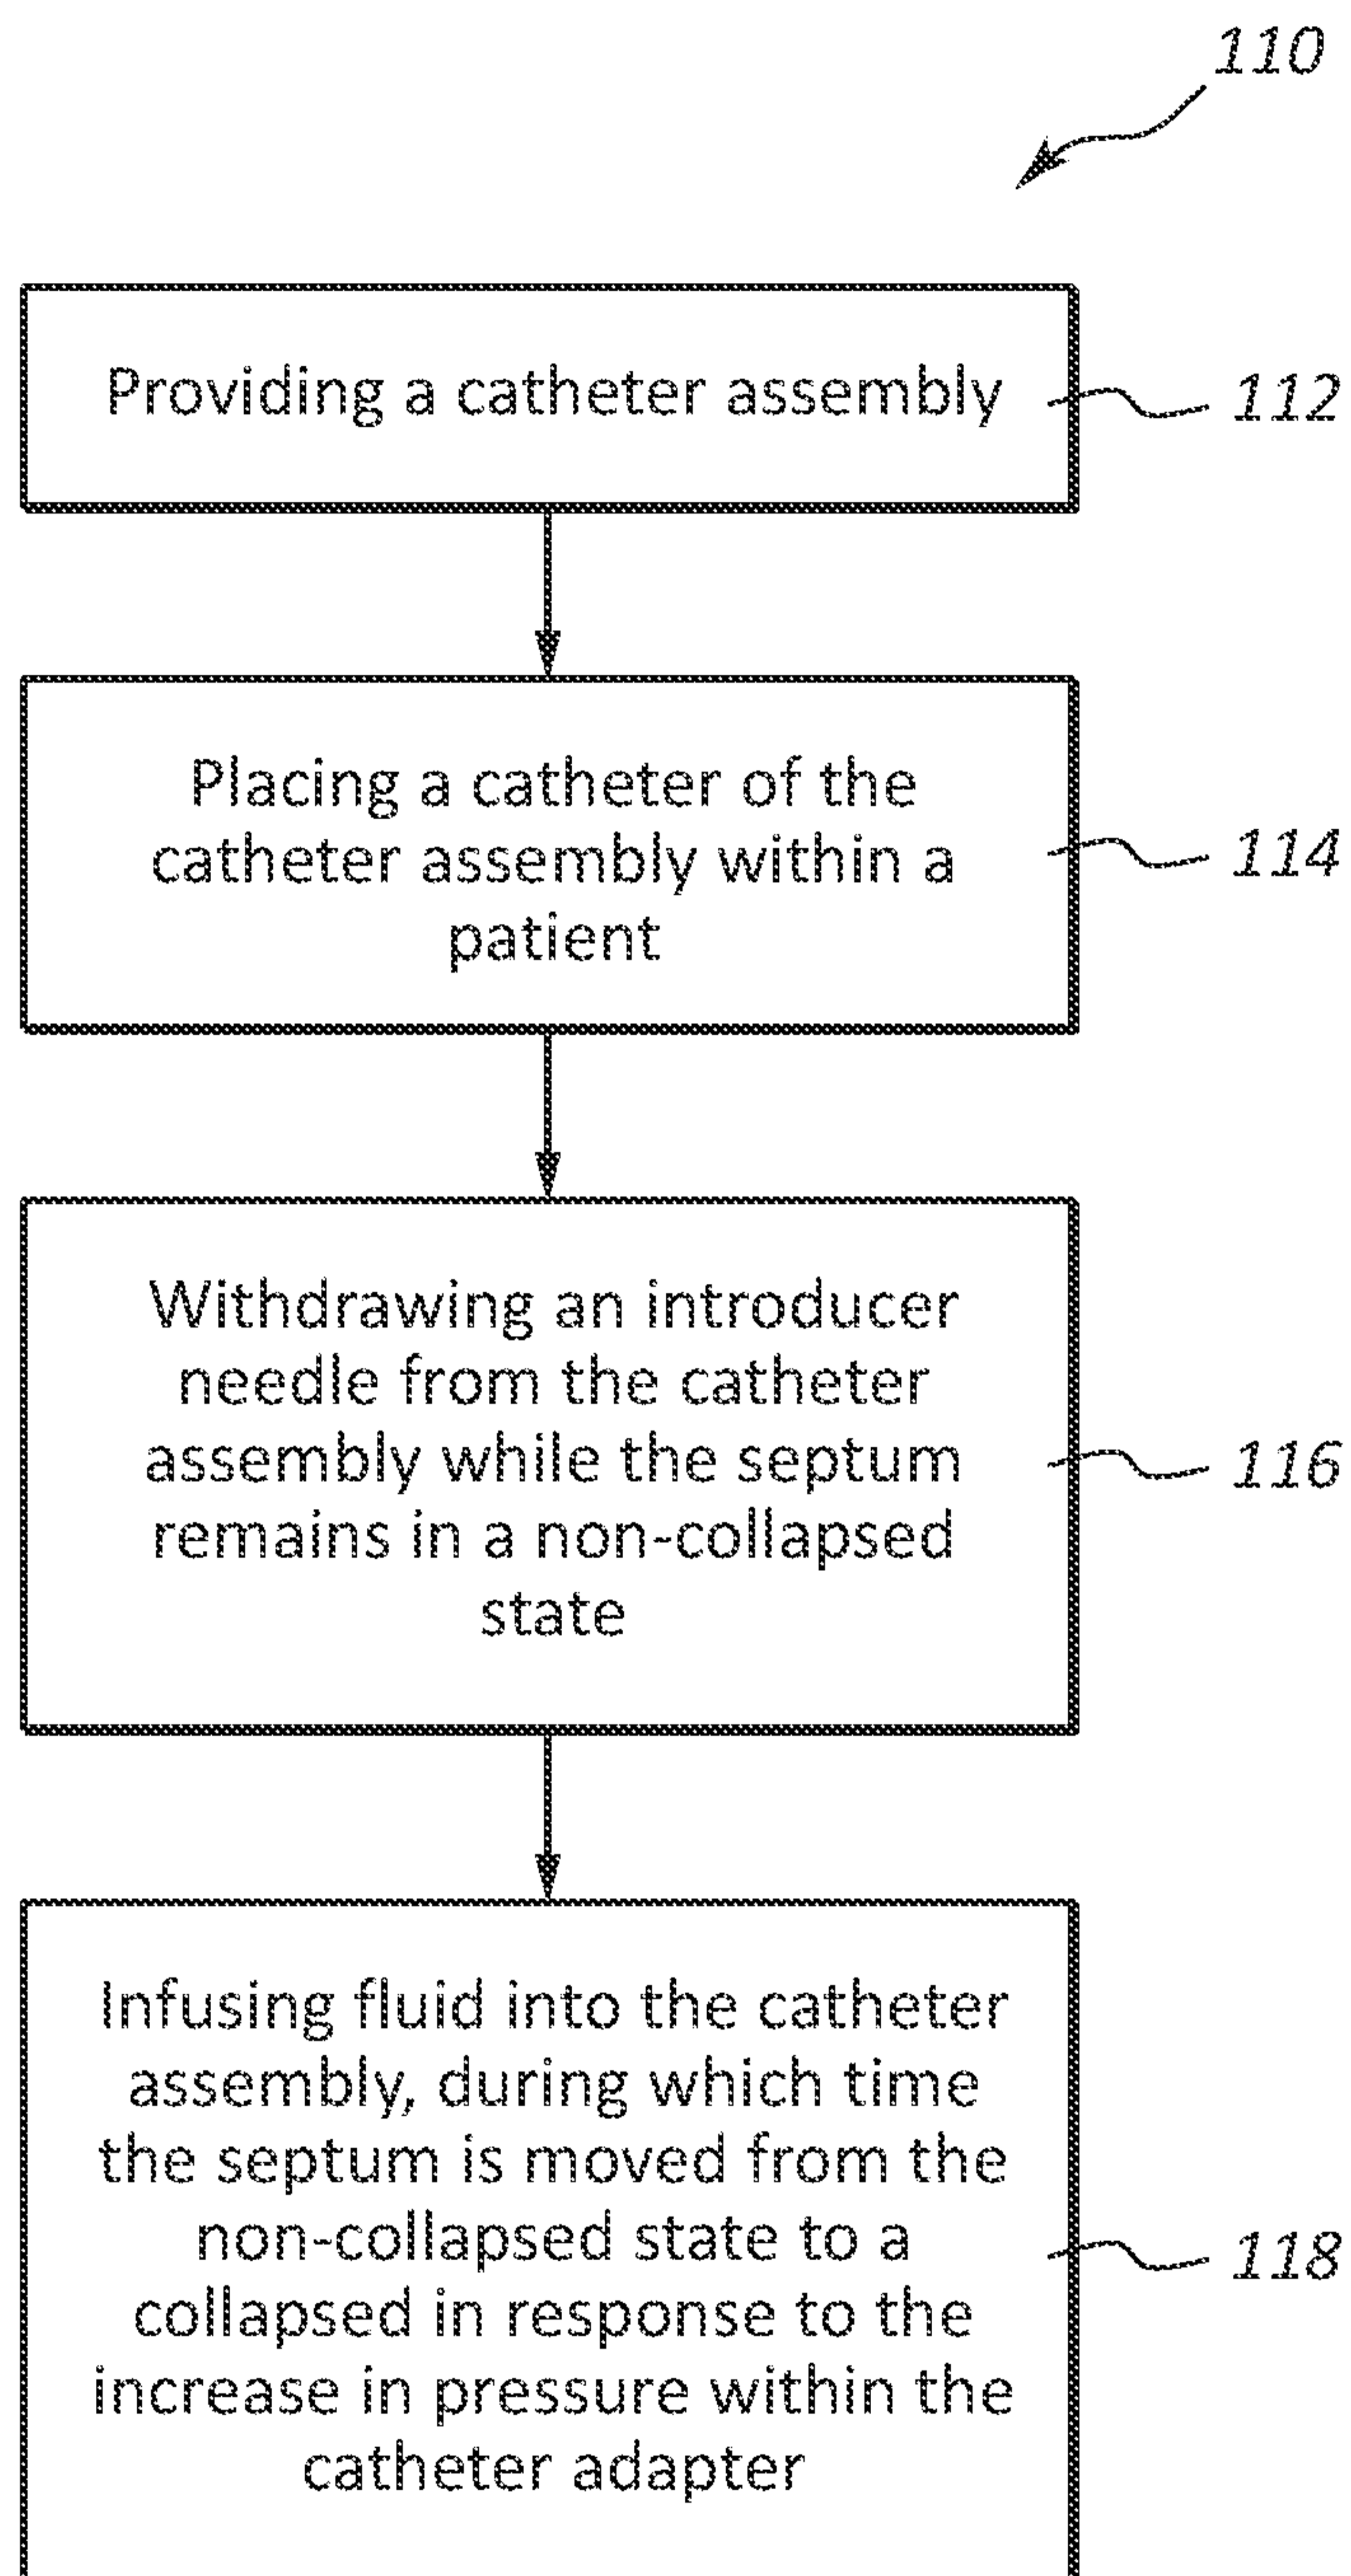 110
Providing a catheter assembly
112
Placing a catheter of the
catheter assembly within a
patient
114
Withdrawing an introducer
needle from the catheter
assembly while the septum
remains in a non-collapsed
state
116
Infusing fluid into the catheter
assembly, during which time
the septum is moved from the
non-collapsed state to a
collapsed in response to the
increase in pressure within the
catheter adapter
118